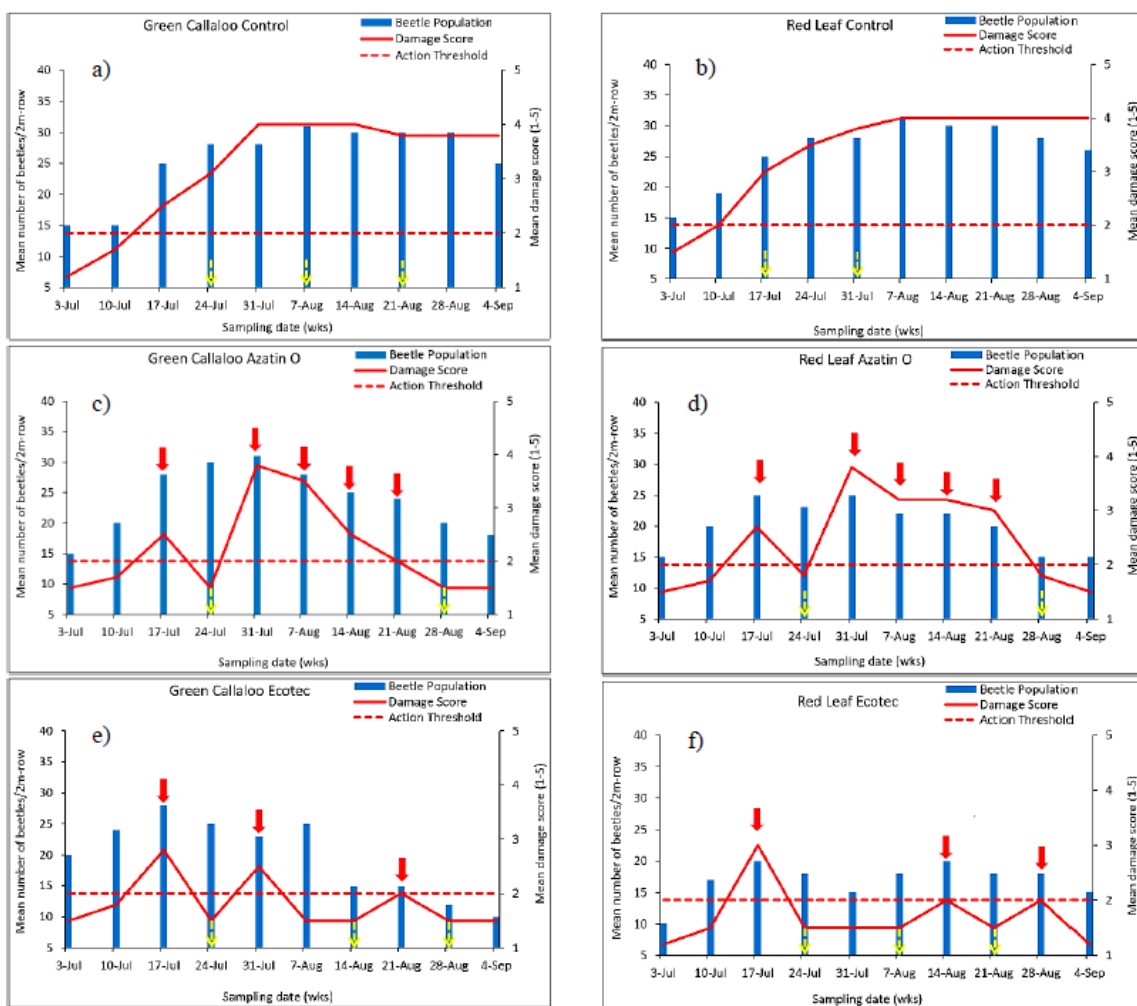 Green Callaloo Control
Beetle Population
Damage Score
Action Threshold
a)
Mean number of beetles/2m-row
40
35
30
25
20
15
10
5
5
4
3
2
1
Mean damage score (1-5)
3-Jul 10-Jul 17-Jul 24-Jul 31-Jul 7-Aug 14-Aug 21-Aug 28-Aug 4-Sep
Sampling date (wks)
Red Leaf Control
Beetle Population
Damage Score
Action Threshold
b)
Mean number of beetles/2m-row
40
35
30
25
20
15
10
5
5
4
3
2
1
Mean damage score (1-5)
3-Jul 10-Jul 17-Jul 24-Jul 31-Jul 7-Aug 14-Aug 21-Aug 28-Aug 4-Sep
Sampling date (wks)
Green Callaloo Azatin O
Beetle Population
Damage Score
Action Threshold
c)
Mean number of beetles/2m-row
40
35
30
25
20
15
10
5
5
4
3
2
1
Mean damage score (1-5)
3-Jul 10-Jul 17-Jul 24-Jul 31-Jul 7-Aug 14-Aug 21-Aug 28-Aug 4-Sep
Sampling date (wks)
Red Leaf Azatin O
Beetle Population
Damage Score
Action Threshold
d)
Mean number of beetles/2m-row
40
35
30
25
20
15
10
5
5
4
3
2
1
Mean damage score (1-5)
3-Jul 10-Jul 17-Jul 24-Jul 31-Jul 7-Aug 14-Aug 21-Aug 28-Aug 4-Sep
Sampling date (wks)
Green Callaloo Ecotec
Beetle Population
Damage Score
Action Threshold
e)
Mean number of beetles/2m-row
40
35
30
25
20
15
10
5
5
4
3
2
1
Mean damage score (1-5)
3-Jul 10-Jul 17-Jul 24-Jul 31-Jul 7-Aug 14-Aug 21-Aug 28-Aug 4-Sep
Sampling date (wks)
Red Leaf Ecotec
Beetle Population
Damage Score
Action Threshold
f)
Mean number of beetles/2m-row
40
35
30
25
20
15
10
5
5
4
3
2
1
Mean damage score (1-5)
3-Jul 10-Jul 17-Jul 24-Jul 31-Jul 7-Aug 14-Aug 21-Aug 28-Aug 4-Sep
Sampling date (wks)